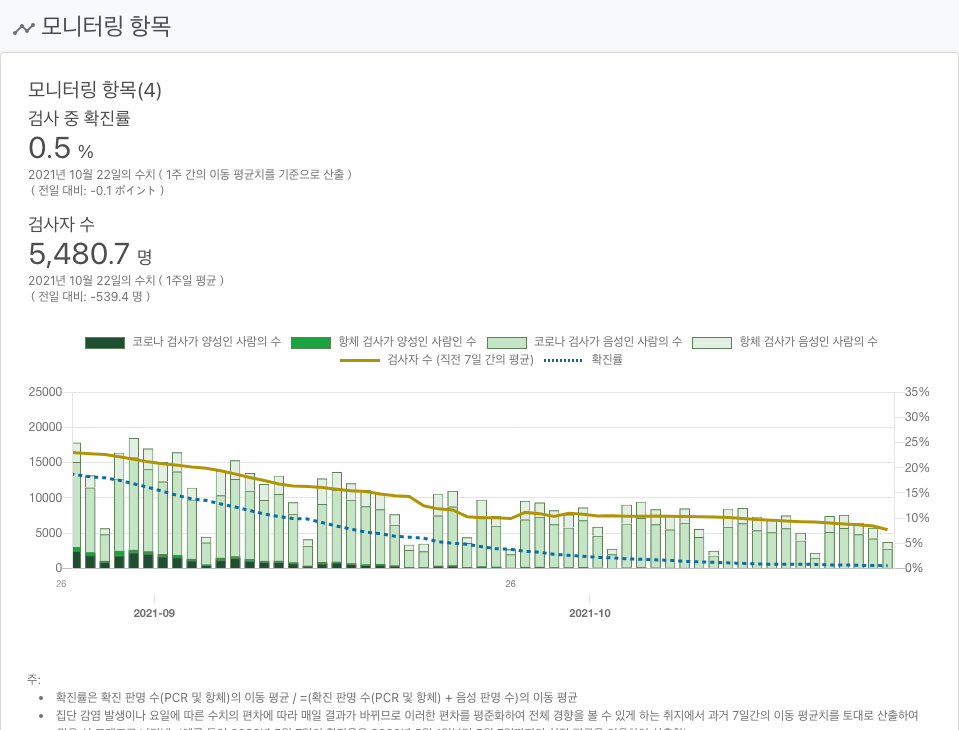 모니터링 항목
모니터링 항목(4)
검사 중 확진률
0.5 %
2021년 10월 22일의 수치 ( 1주 간의 이동 평균치를 기준으로 산출 )
( 전일 대비: -0.1 ポイント )
검사자 수
5,480.7 명
2021년 10월 22일의 수치 ( 1주일 평균 )
( 전일 대비: -539.4 명 )
코로나 검사가 양성인 사람의 수 항체 검사가 양성인 사람인 수 코로나 검사가 음성인 사람의 수 항체 검사가 음성인 사람의 수
검사자 수 (직전 7일 간의 평균) 확진률
25000 35%
30%
20000
25%
15000 20%
15%
10000
10%
5000
5%
0 0%
26 26
2021-09 2021-10
주:
확진률은 확진 판명 수(PCR 및 항체)의 이동 평균 / =(확진 판명 수(PCR 및 항체) + 음성 판명 수)의 이동 평균
집단 감염 발생이나 요일에 따른 수치의 편차에 따라 매일 결과가 바뀌므로 이러한 편차를 평준화하여 전체 경향을 볼 수 있게 하는 취지에서 과거 7일간의 이동 평균치를 토대로 산출하여